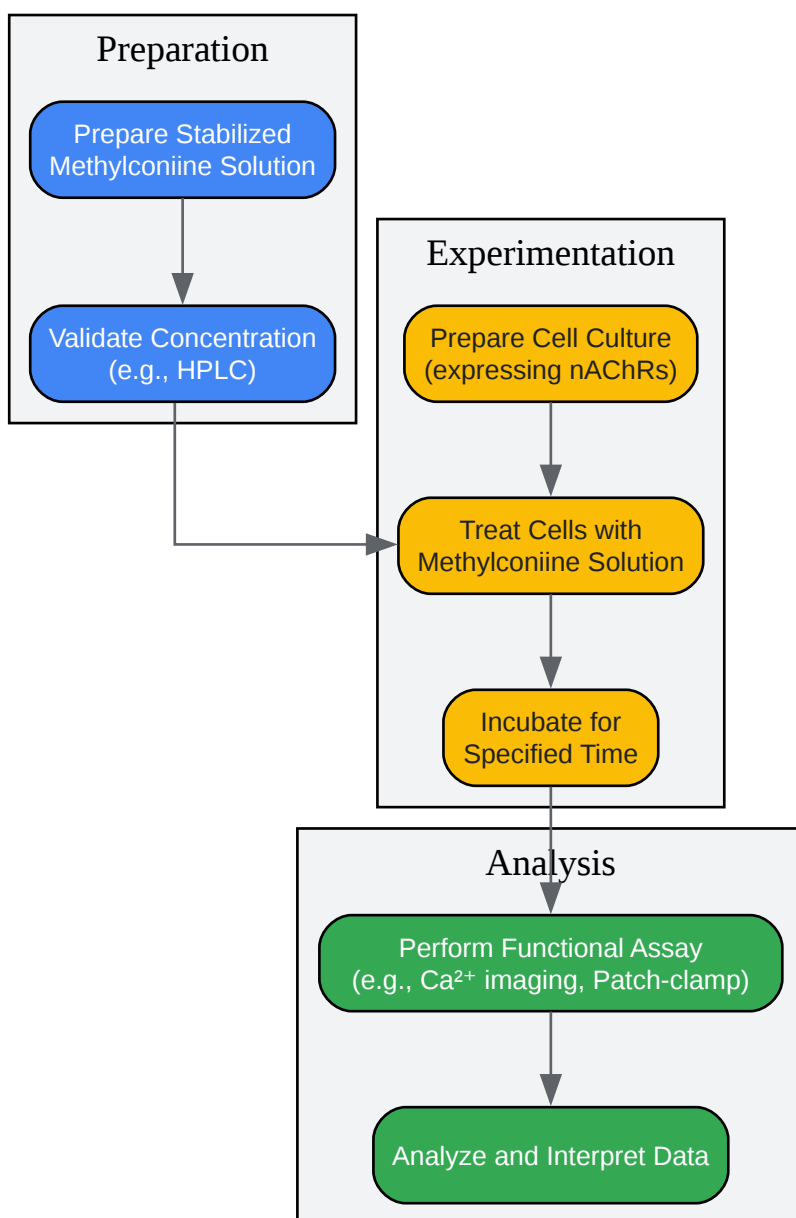 Preparation
Prepare Stabilized
Methylconiine Solution
Validate Concentration
(e.g., HPLC)
Experimentation
Prepare Cell Culture
(expressing nAChRs)
Treat Cells with
Methylconiine Solution
Incubate for
Specified Time
Analysis
Perform Functional Assay
(e.g., Ca²⁺ imaging, Patch-clamp)
Analyze and Interpret Data